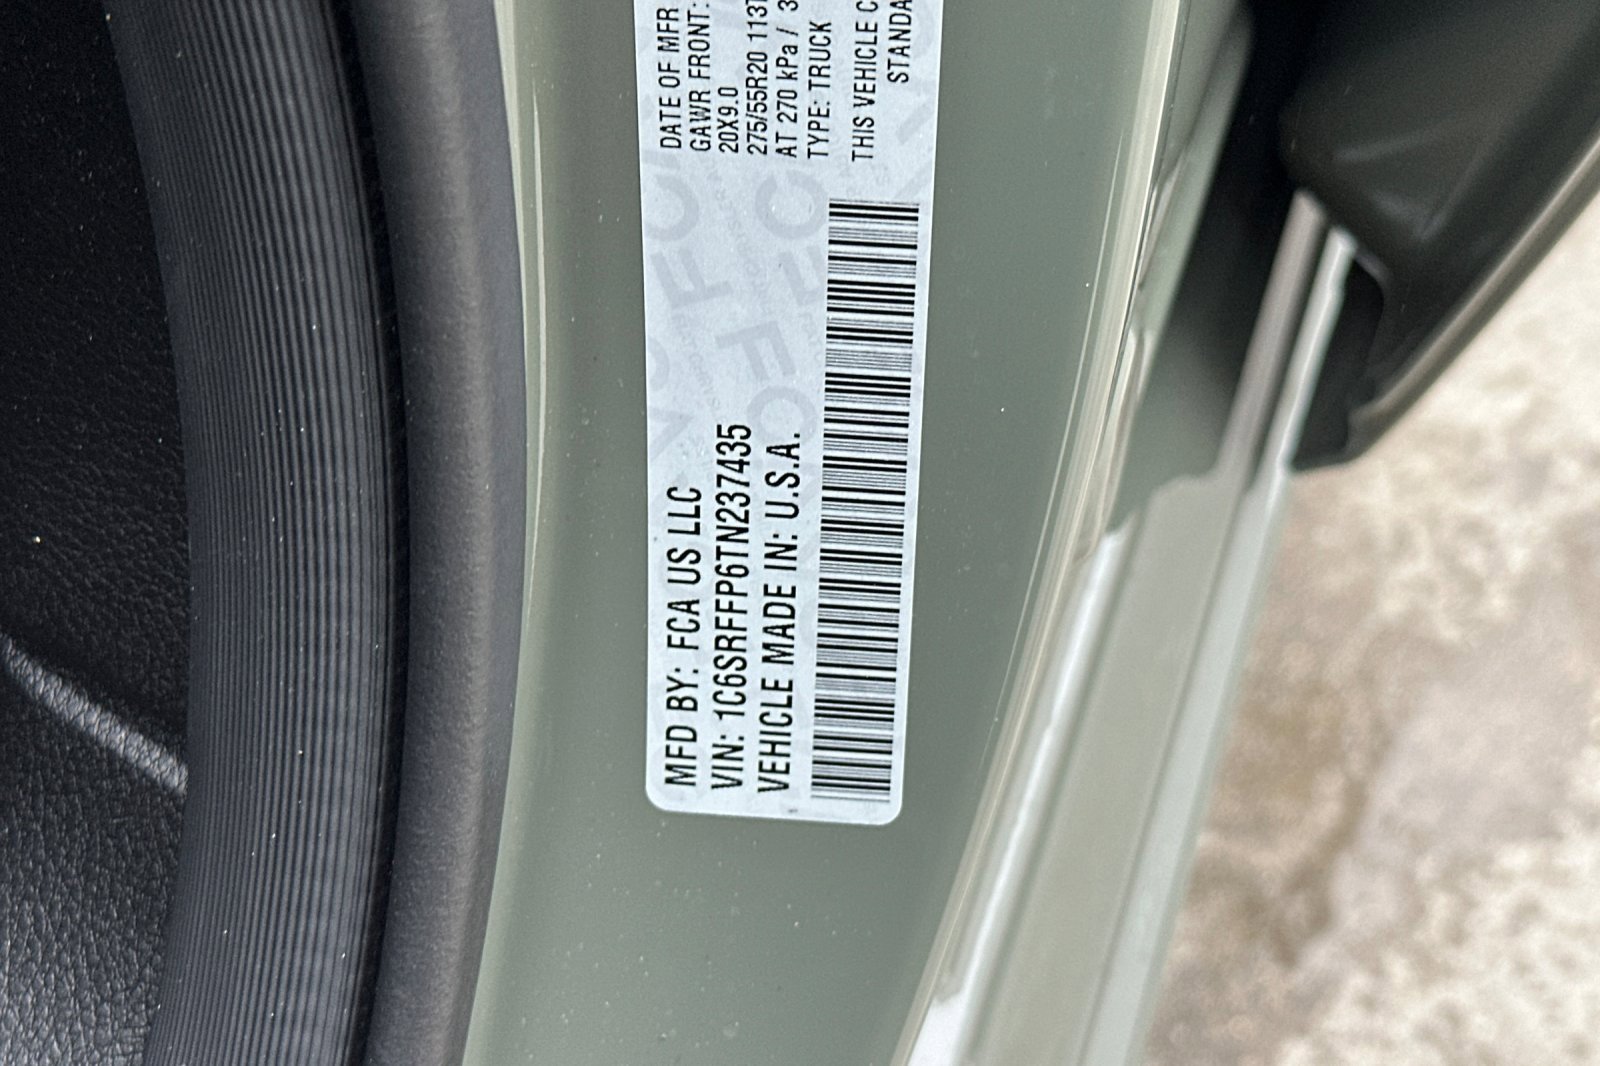 MFD BY: FCA US LLC
VIN: 1C6SRFFP6TN237435
VEHICLE MADE IN: U.S.A.
DATE OF MFR
GAWR FRONT:
20X9.0
275/55R20 113T
AT 270 kPa / 3
TYPE: TRUCK
THIS VEHICLE C
STANDA